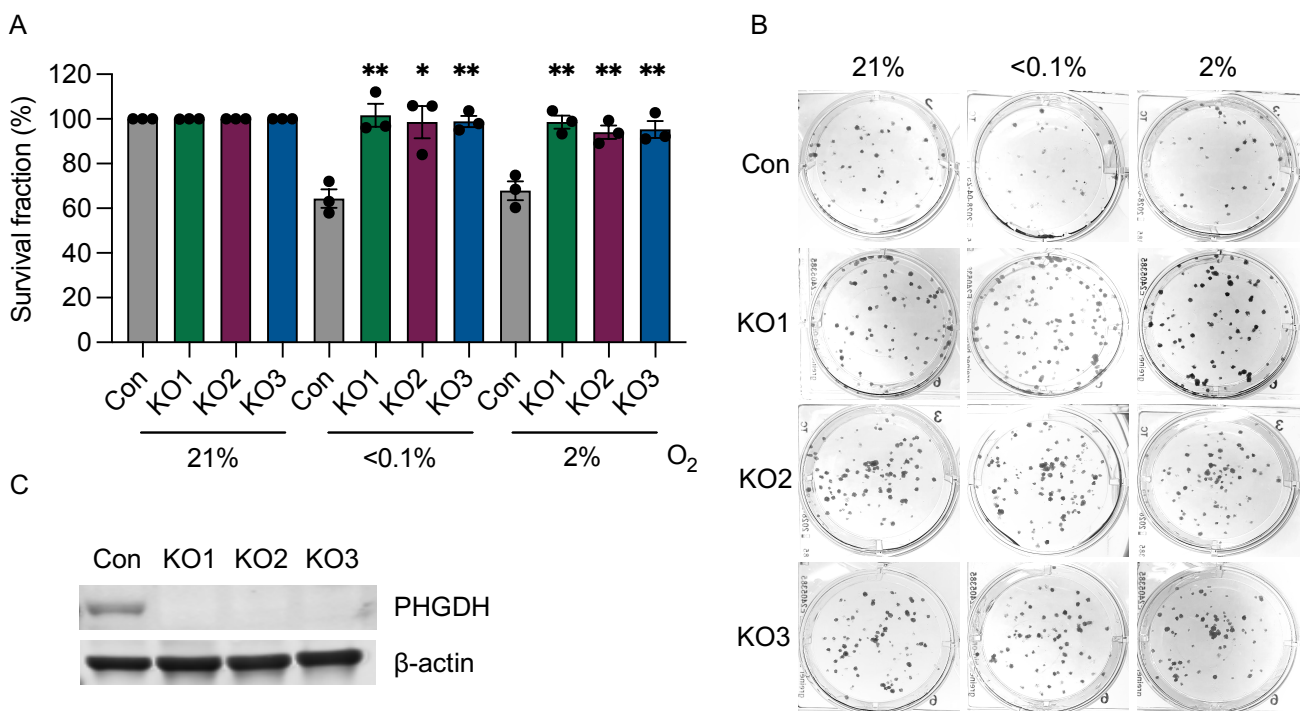 A
Survival fraction (%)
120
100
80
60
40
20
0
** * ** ** ** **
Con KO1 KO2 KO3 Con KO1 KO2 KO3 Con KO1 KO2 KO3
21% <0.1% 2% O2
B
21% <0.1% 2%
Con
KO1
KO2
KO3
C
Con KO1 KO2 KO3
PHGDH
β-actin